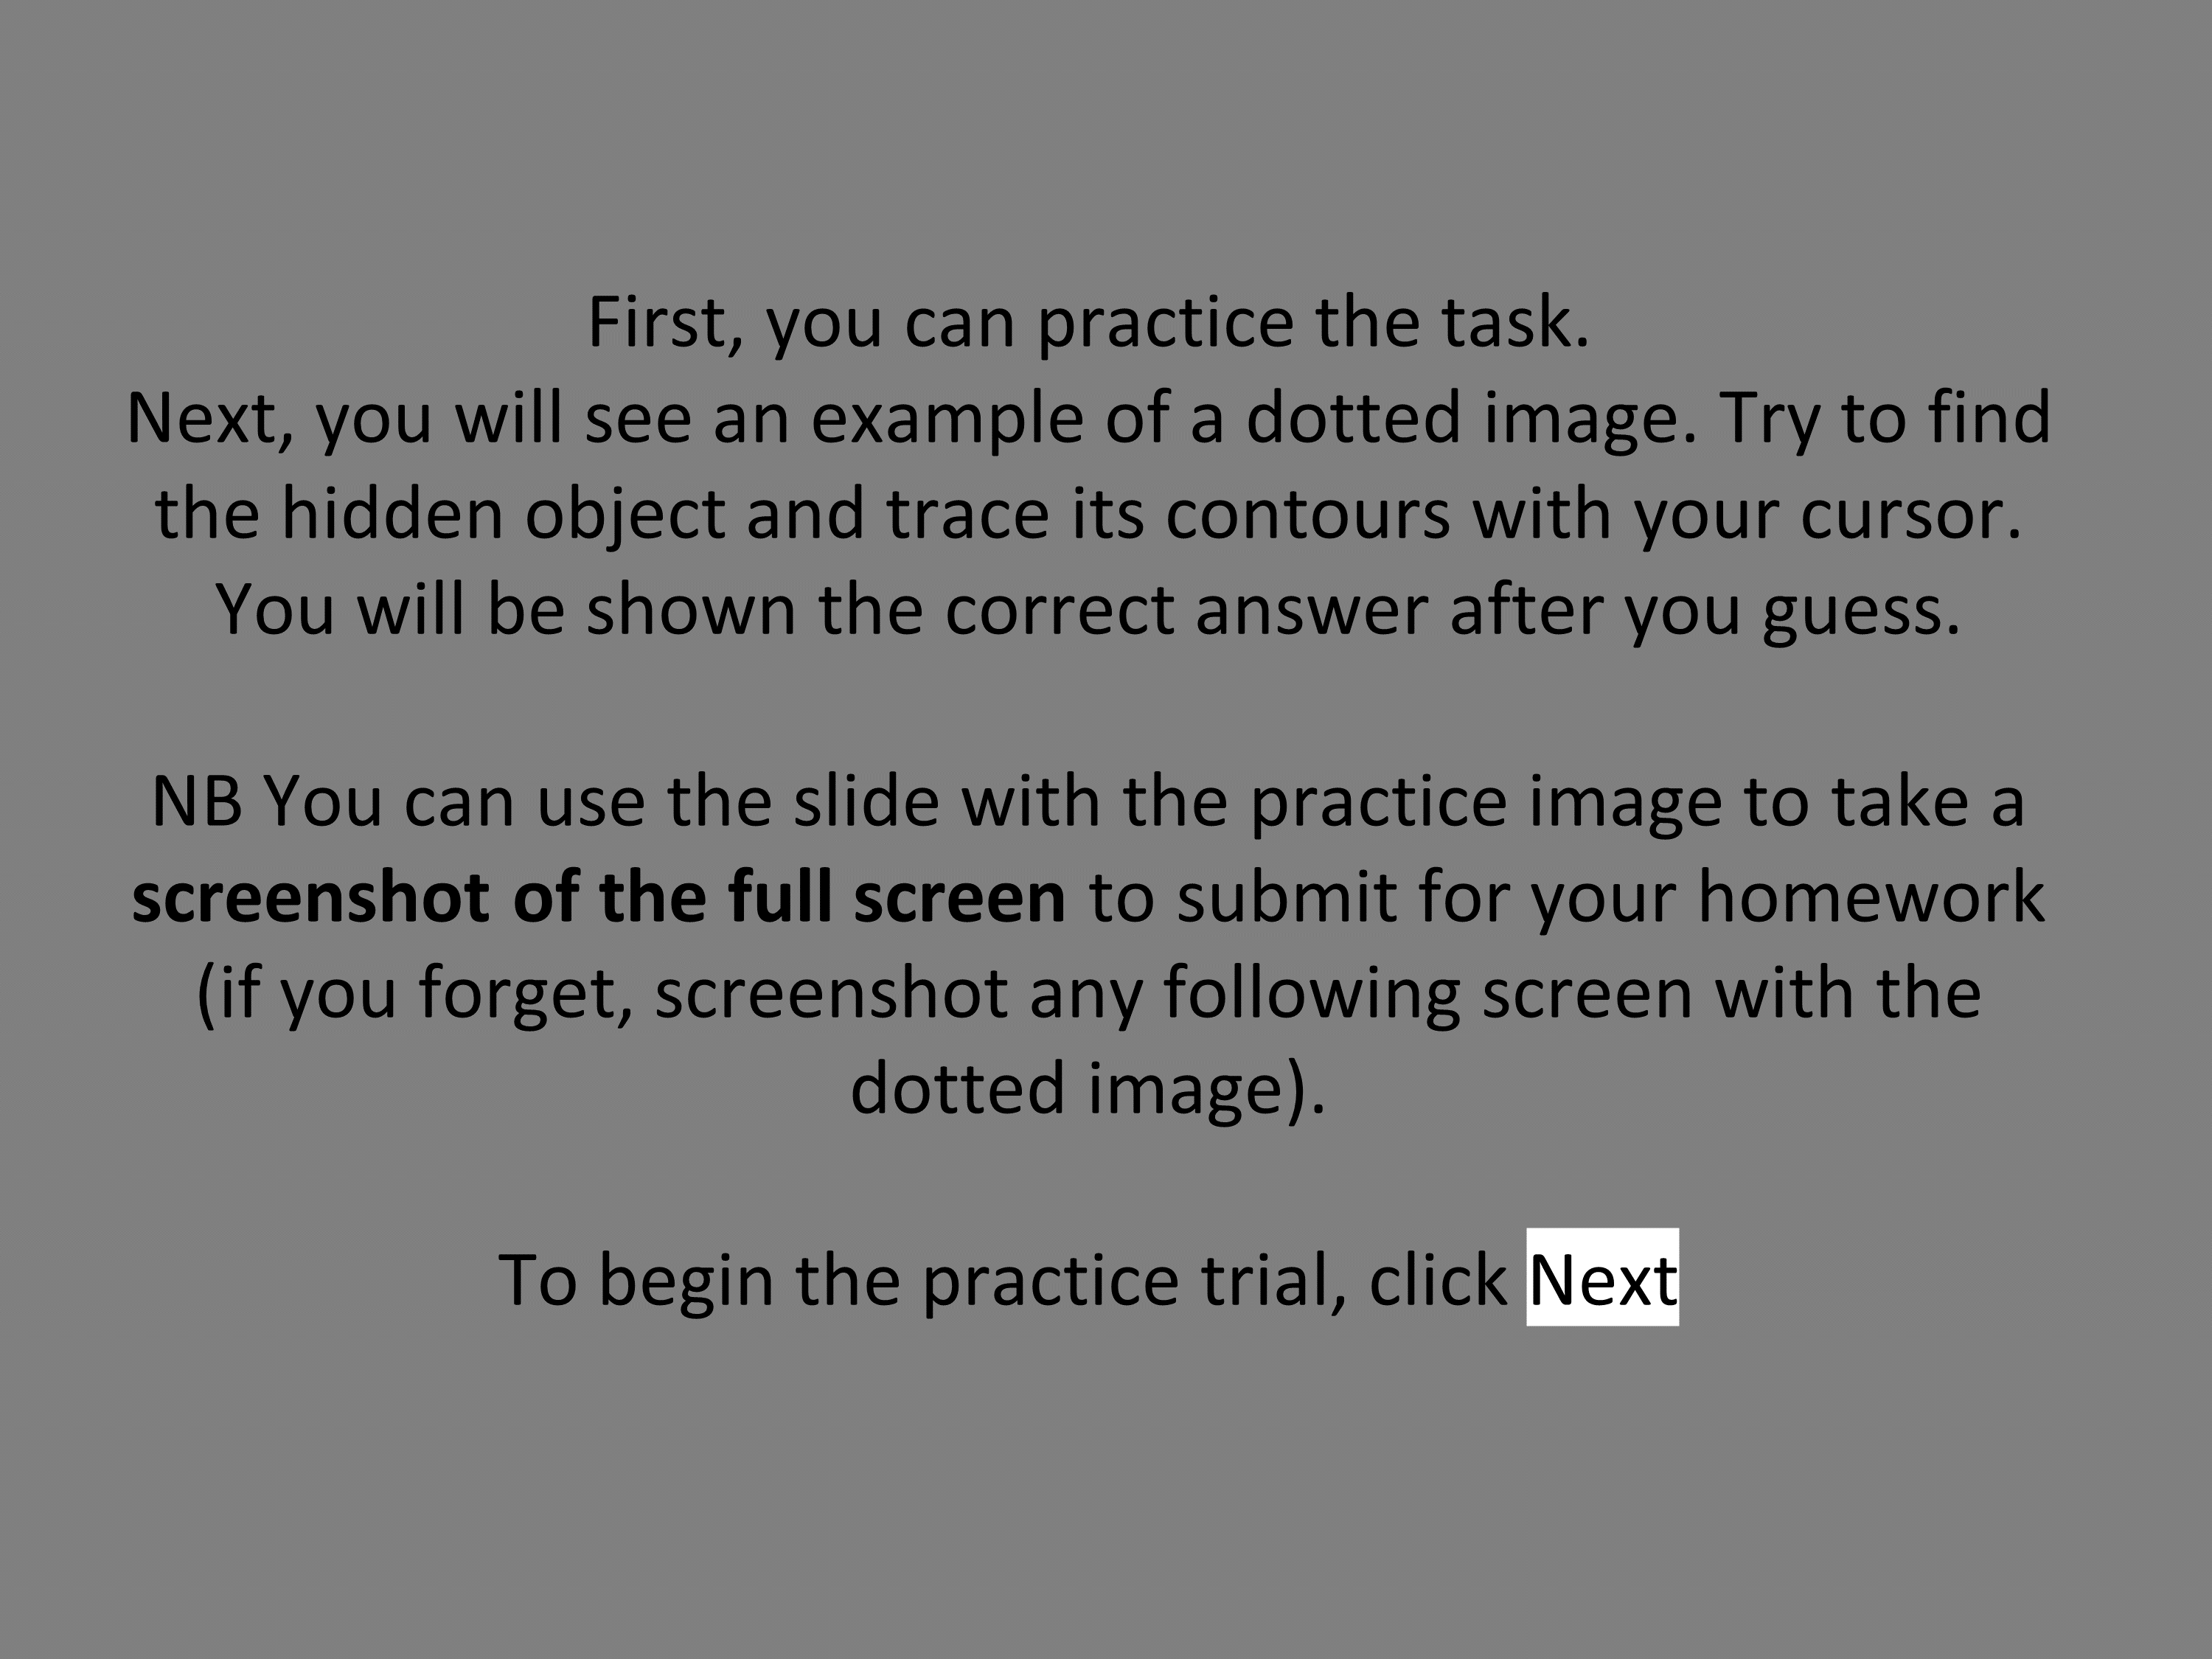 First, you can practice the task.
Next, you will see an example of a dotted image. Try to find
the hidden object and trace its contours with your cursor.
You will be shown the correct answer after you guess.
NB You can use the slide with the practice image to take a
screenshot of the full screen to submit for your homework
(if you forget, screenshot any following screen with the
dotted image).
To begin the practice trial, click Next